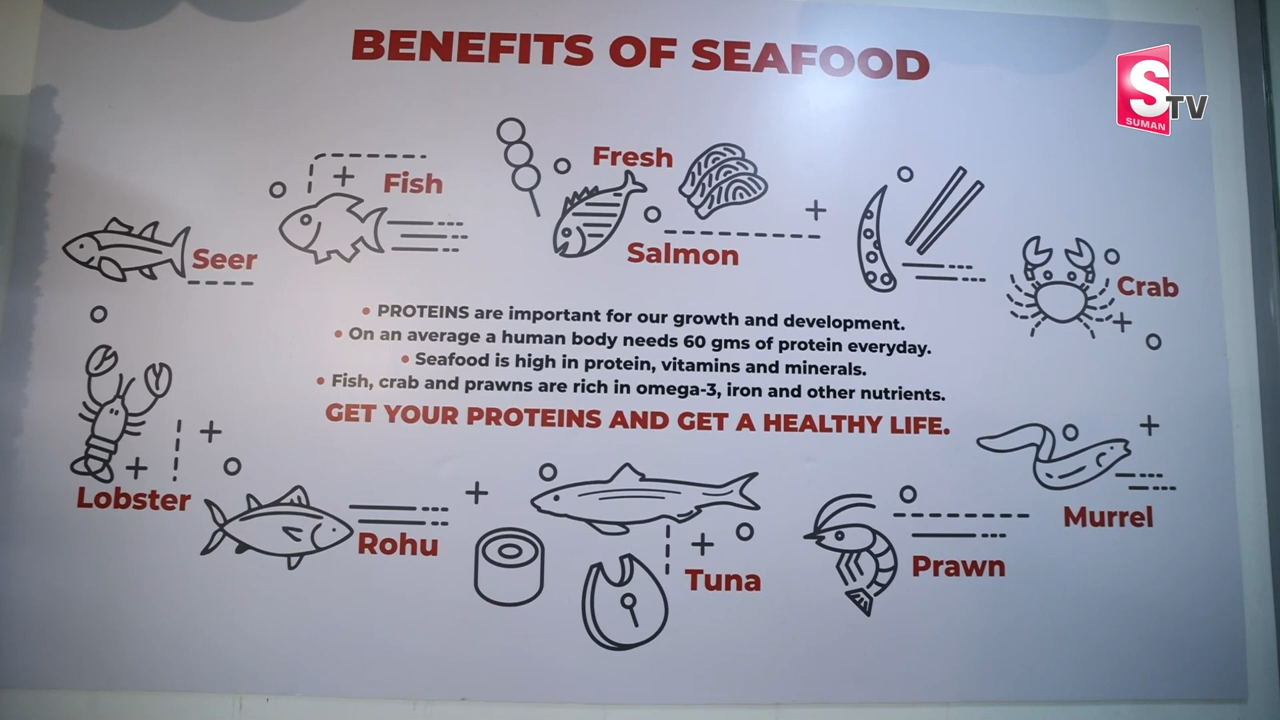 BENEFITS OF SEAFOOD
S TV
SUMAN
Fish
Fresh
Salmon
Seer
Crab
• PROTEINS are important for our growth and development.
• On an average a human body needs 60 gms of protein everyday.
• Seafood is high in protein, vitamins and minerals.
• Fish, crab and prawns are rich in omega-3, iron and other nutrients.
GET YOUR PROTEINS AND GET A HEALTHY LIFE.
Lobster
Rohu
Tuna
Prawn
Murrel